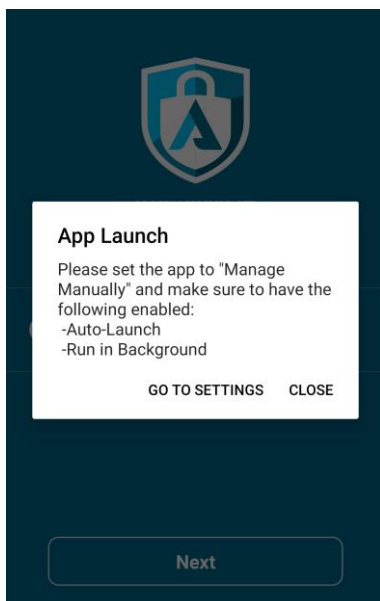 App Launch
Please set the app to "Manage
Manually" and make sure to have the
following enabled:
-Auto-Launch
-Run in Background
GO TO SETTINGS CLOSE
Next